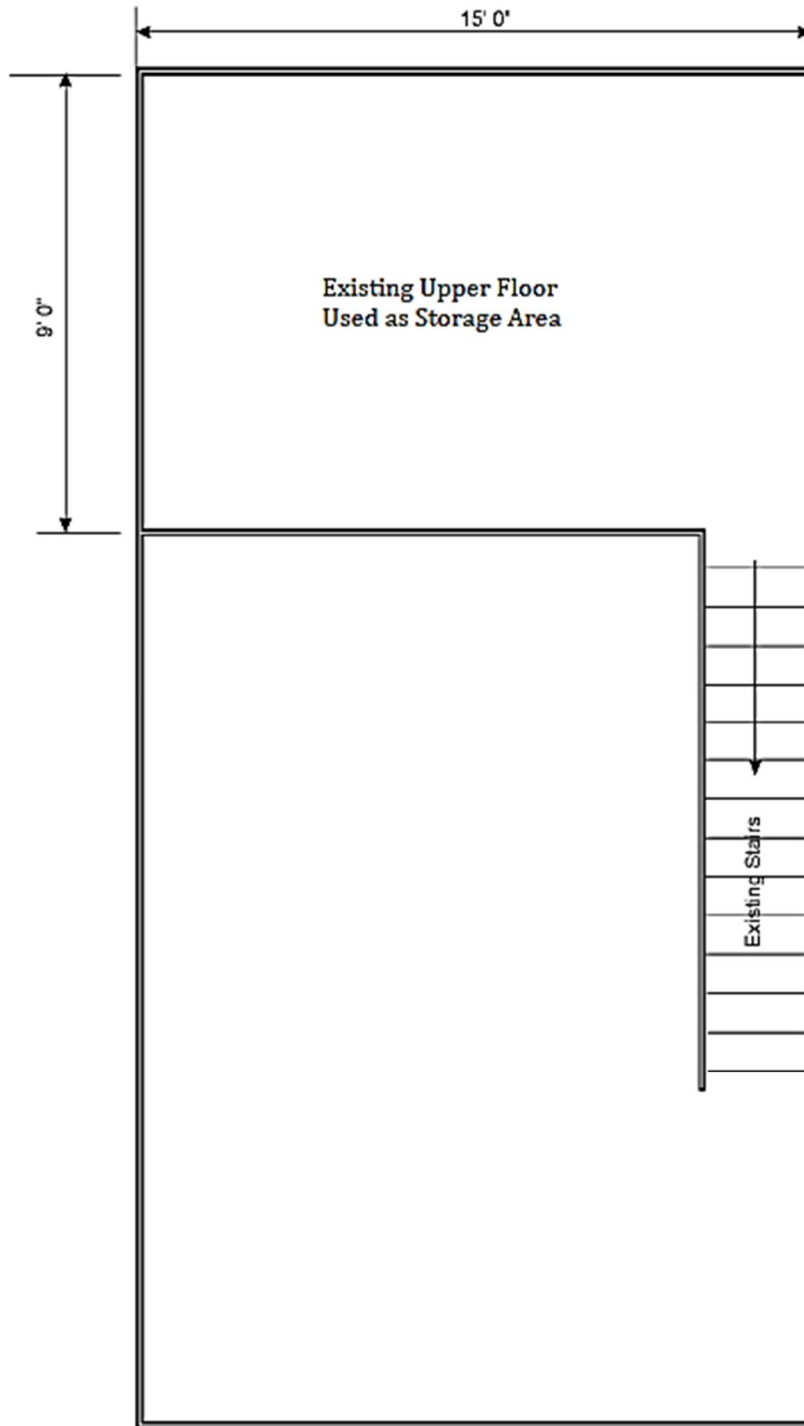 15' 0"
9' 0"
Existing Upper Floor
Used as Storage Area
Existing Stairs